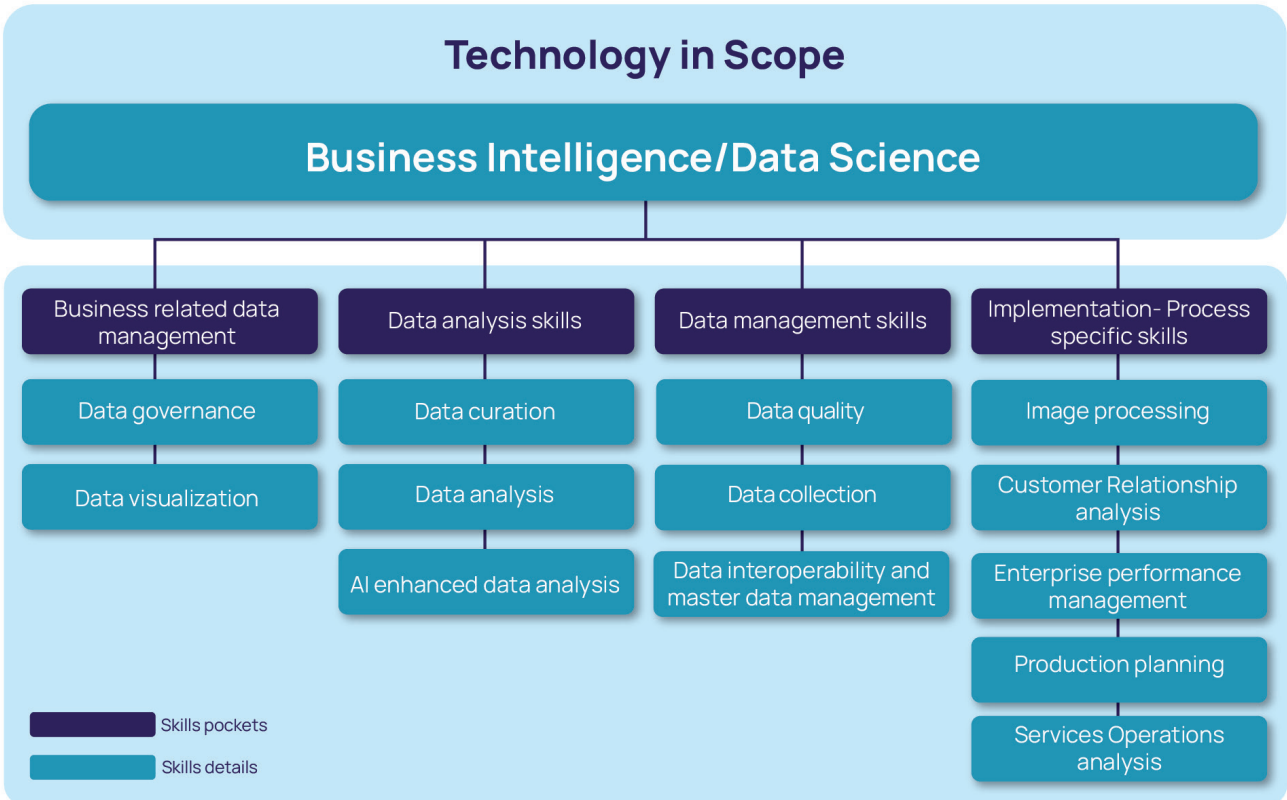 Technology in Scope
Business Intelligence/Data Science
Business related data
management
Data governance
Data visualization
Data analysis skills
Data curation
Data analysis
AI enhanced data analysis
Data management skills
Data quality
Data collection
Data interoperability and
master data management
Implementation- Process
specific skills
Image processing
Customer Relationship
analysis
Enterprise performance
management
Production planning
Services Operations
analysis
Skills pockets
Skills details